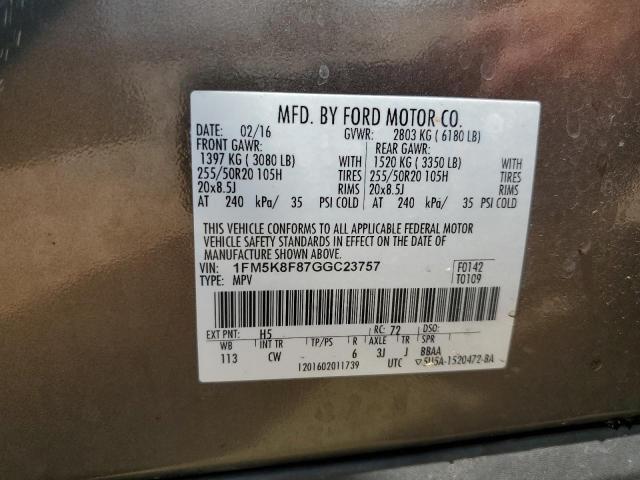 MFD. BY FORD MOTOR CO.
DATE: 02/16 GVWR: 2803 KG ( 6180 LB)
FRONT GAWR: REAR GAWR:
1397 KG ( 3080 LB) WITH 1520 KG ( 3350 LB) WITH
255/50R20 105H TIRES 255/50R20 105H TIRES
20x8.5J RIMS 20x8.5J RIMS
AT 240 kPa/ 35 PSI COLD AT 240 kPa/ 35 PSI COLD
THIS VEHICLE CONFORMS TO ALL APPLICABLE FEDERAL MOTOR
VEHICLE SAFETY STANDARDS IN EFFECT ON THE DATE OF
MANUFACTURE SHOWN ABOVE.
VIN: 1FM5K8F87GGC23757 F0142
TYPE: MPV T0109
EXT PNT: H5 RC: 72 DSO:
WB INT TR TP/PS R AXLE TR SPR
113 CW 6 3J J BBAA
1201602011739 UTC ▽5U5A-1520472-BA